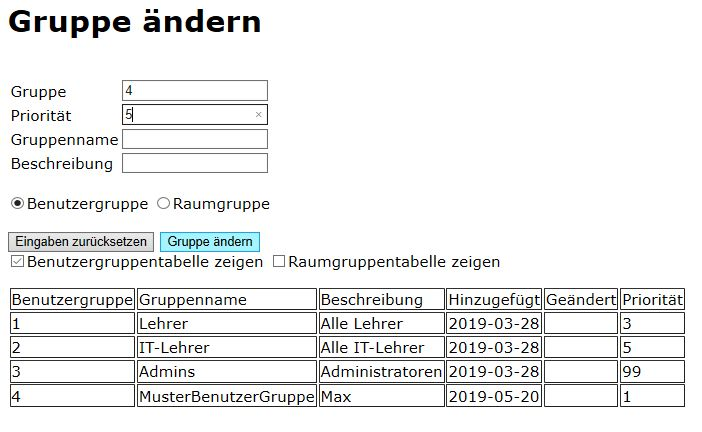 Gruppe ändern
Gruppe 4
Priorität 5 ×
Gruppenname
Beschreibung
Benutzergruppe Raumgruppe
Eingaben zurücksetzen Gruppe ändern
Benutzergruppentabelle zeigen Raumgruppentabelle zeigen
Benutzergruppe Gruppenname Beschreibung Hinzugefügt Geändert Priorität
1 Lehrer Alle Lehrer 2019-03-28 3
2 IT-Lehrer Alle IT-Lehrer 2019-03-28 5
3 Admins Administratoren 2019-03-28 99
4 MusterBenutzerGruppe Max 2019-05-20 1